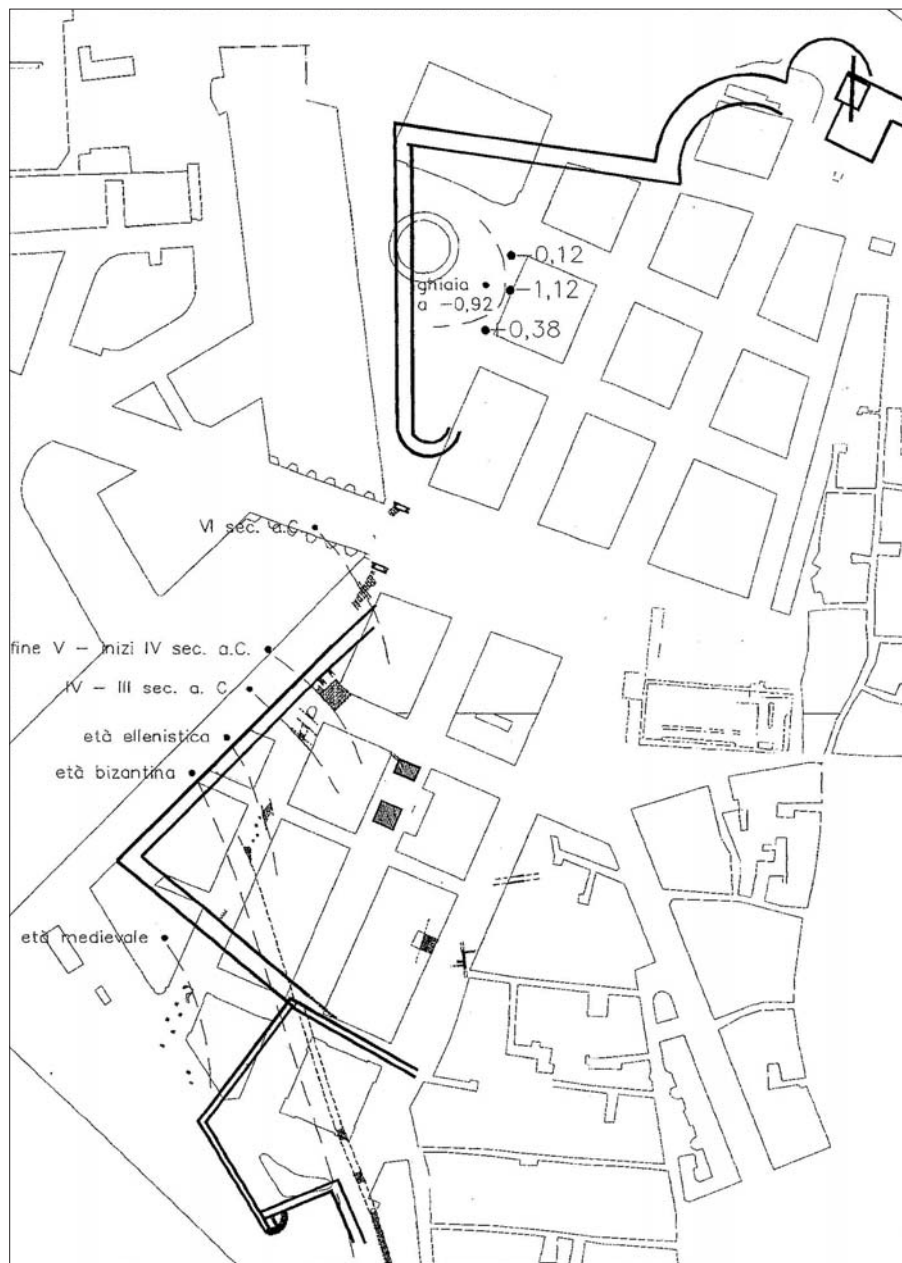 -0,12
ghiaia
a -0,92
-1,12
-0,38
VI sec. a.C
fine V - inizi IV sec. a.C.
IV - III sec. a. C
età ellenistica
età bizantina
età medievale